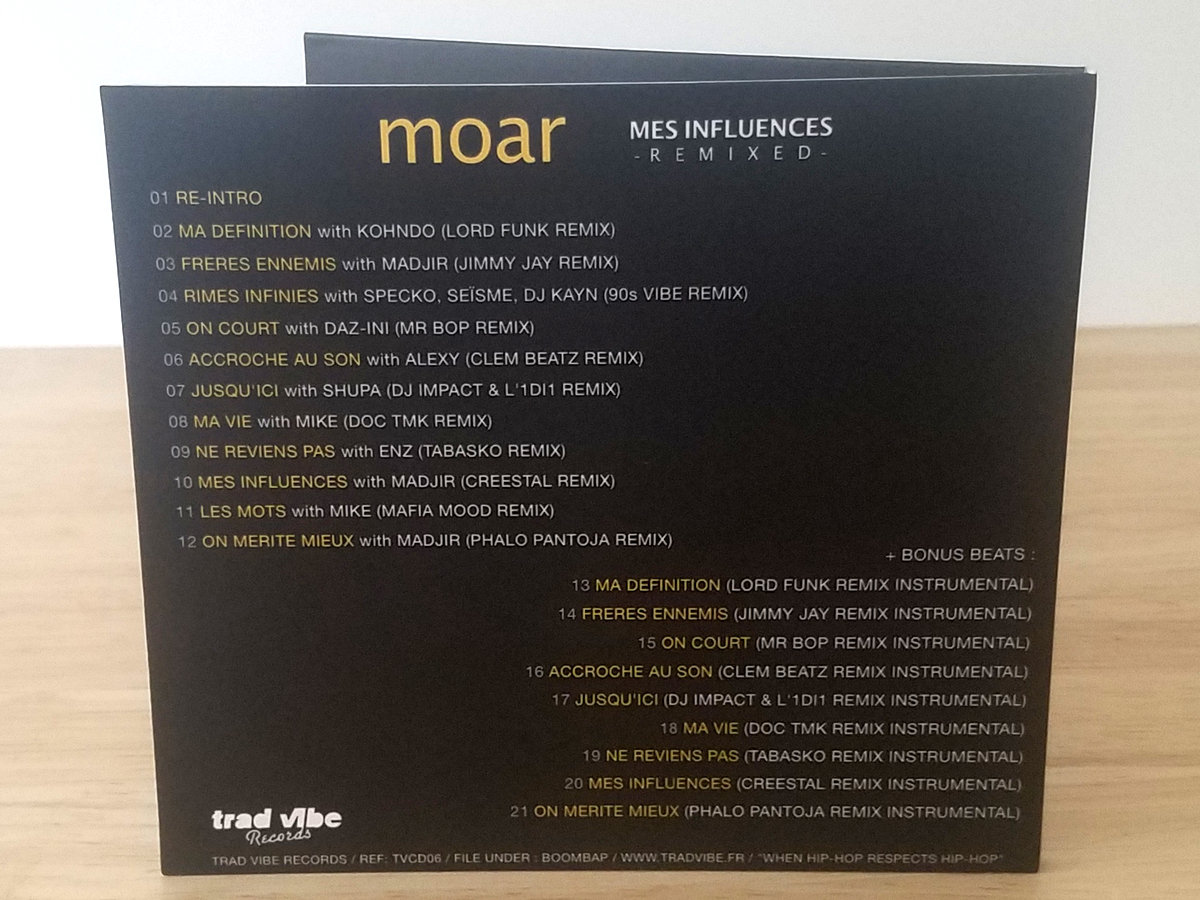 moar
MES INFLUENCES
-REMIXED-
01 RE-INTRO
02 MA DEFINITION with KOHNDO (LORD FUNK REMIX)
03 FRERES ENNEMIS with MADJIR (JIMMY JAY REMIX)
04 RIMES INFINIES with SPECKO, SEÏSME, DJ KAYN (90s VIBE REMIX)
05 ON COURT with DAZ-INI (MR BOP REMIX)
06 ACCROCHE AU SON with ALEXY (CLEM BEATZ REMIX)
07 JUSQU'ICI with SHUPA (DJ IMPACT & L'1DI1 REMIX)
08 MA VIE with MIKE (DOC TMK REMIX)
09 NE REVIENS PAS with ENZ (TABASKO REMIX)
10 MES INFLUENCES with MADJIR (CREESTAL REMIX)
11 LES MOTS with MIKE (MAFIA MOOD REMIX)
12 ON MERITE MIEUX with MADJIR (PHALO PANTOJA REMIX)
+ BONUS BEATS :
13 MA DEFINITION (LORD FUNK REMIX INSTRUMENTAL)
14 FRERES ENNEMIS (JIMMY JAY REMIX INSTRUMENTAL)
15 ON COURT (MR BOP REMIX INSTRUMENTAL)
16 ACCROCHE AU SON (CLEM BEATZ REMIX INSTRUMENTAL)
17 JUSQU'ICI (DJ IMPACT & L'1DI1 REMIX INSTRUMENTAL)
18 MA VIE (DOC TMK REMIX INSTRUMENTAL)
19 NE REVIENS PAS (TABASKO REMIX INSTRUMENTAL)
20 MES INFLUENCES (CREESTAL REMIX INSTRUMENTAL)
21 ON MERITE MIEUX (PHALO PANTOJA REMIX INSTRUMENTAL)
trad vibe
Records
TRAD VIBE RECORDS / REF: TVCD06 / FILE UNDER : BOOMBAP / WWW.TRADVIBE.FR / "WHEN HIP-HOP RESPECTS HIP-HOP"